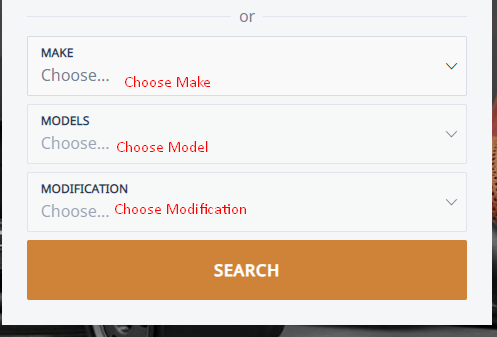 or
MAKE
Choose... Choose Make
MODELS
Choose... Choose Model
MODIFICATION
Choose... Choose Modification
SEARCH